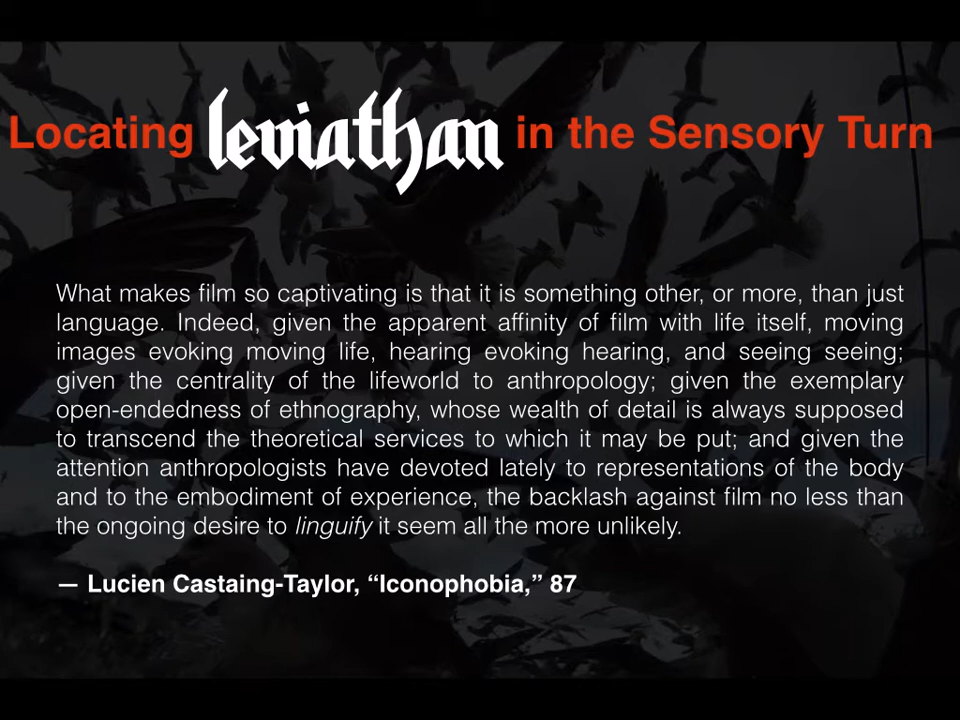 Locating leviathan in the Sensory Turn
What makes film so captivating is that it is something other, or more, than just
language. Indeed, given the apparent affinity of film with life itself, moving
images evoking moving life, hearing evoking hearing, and seeing seeing;
given the centrality of the lifeworld to anthropology; given the exemplary
open-endedness of ethnography, whose wealth of detail is always supposed
to transcend the theoretical services to which it may be put; and given the
attention anthropologists have devoted lately to representations of the body
and to the embodiment of experience, the backlash against film no less than
the ongoing desire to linguify it seem all the more unlikely.
— Lucien Castaing-Taylor, “Iconophobia,” 87